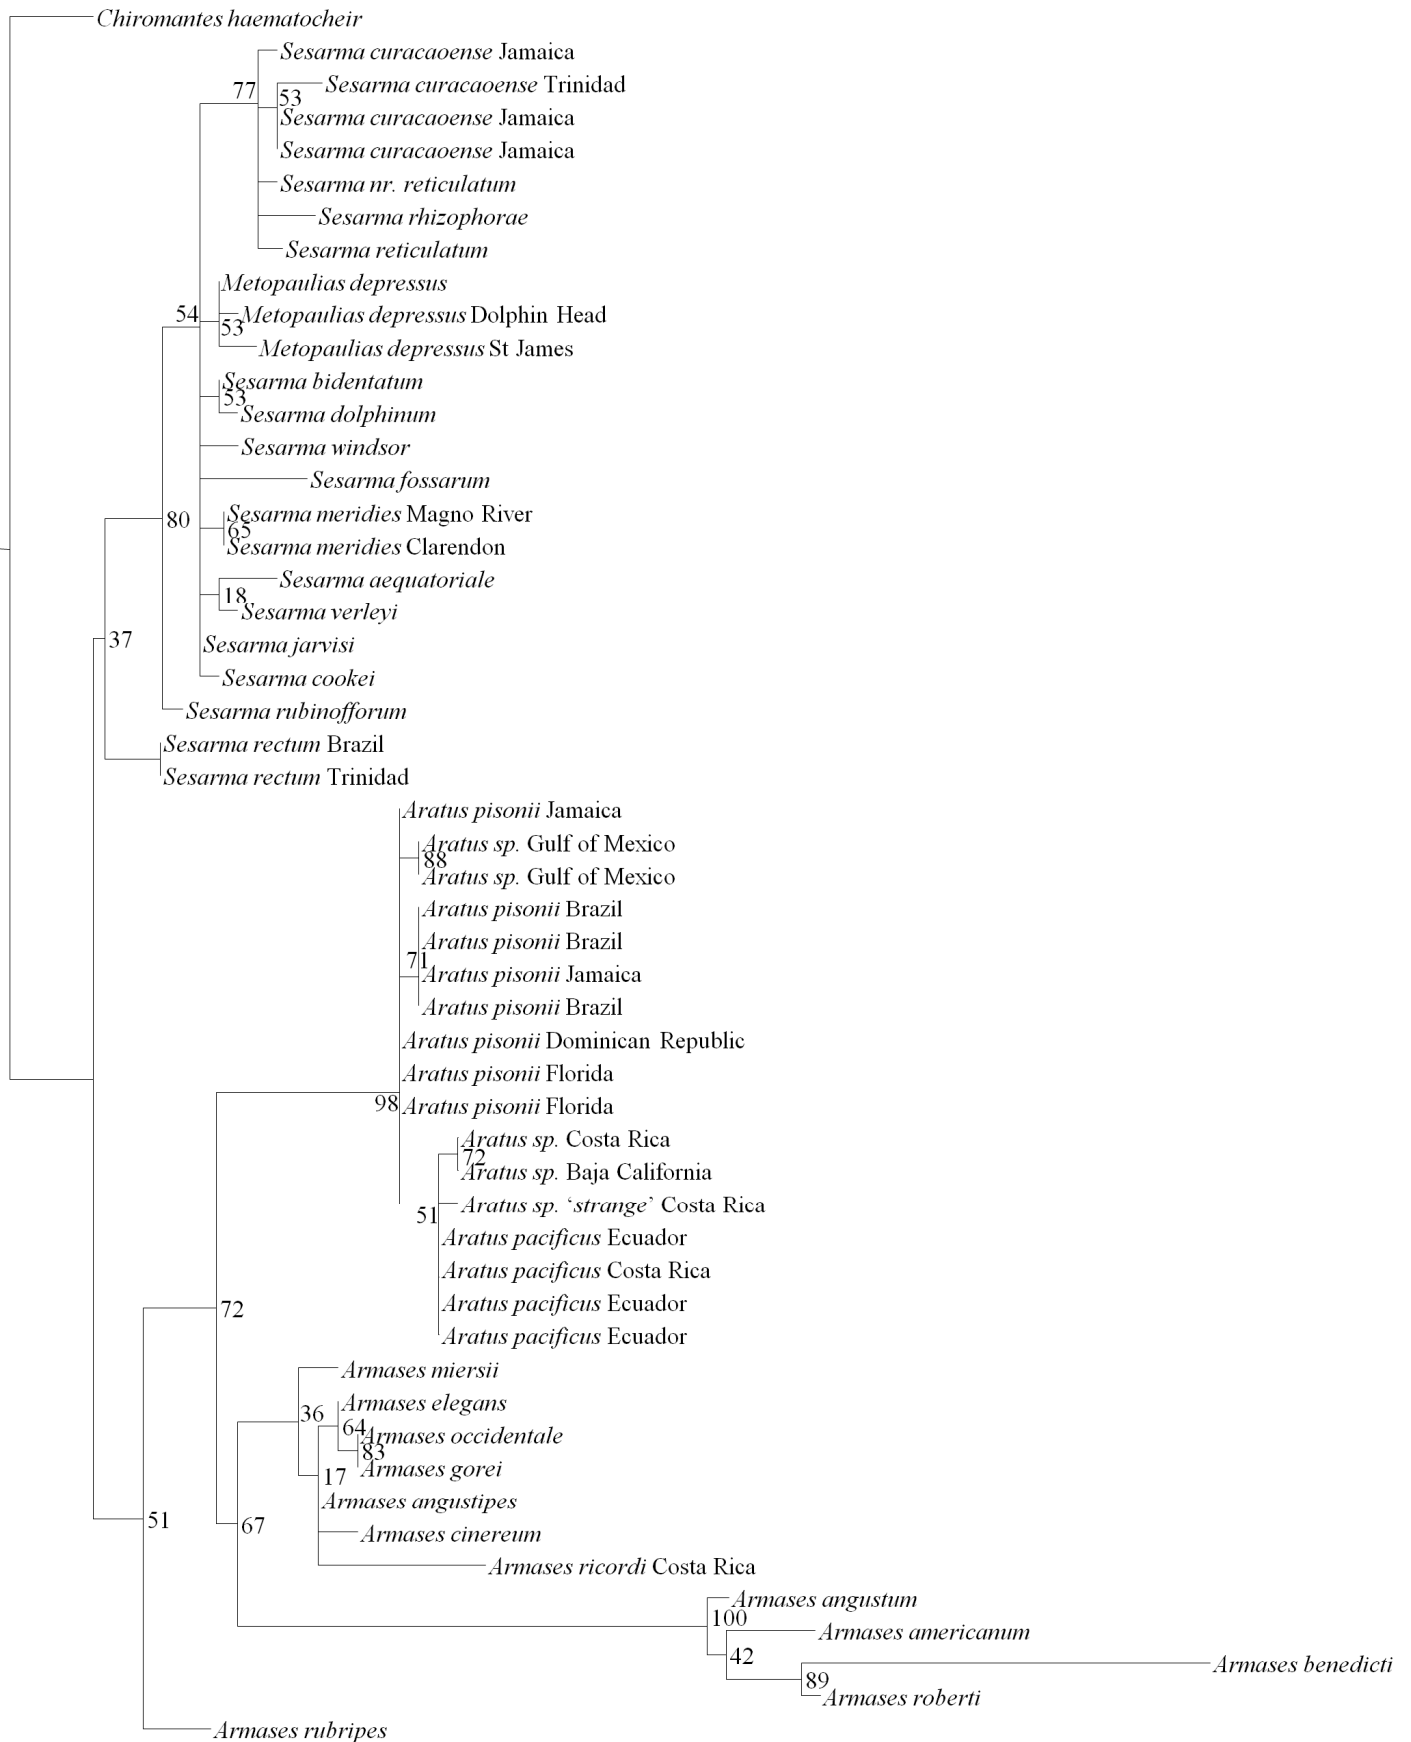 Chiromantes haematocheir
Sesarma curacaoense Jamaica
77
Sesarma curacaoense Trinidad
53
Sesarma curacaoense Jamaica
Sesarma curacaoense Jamaica
Sesarma nr. reticulatum
Sesarma rhizophorae
Sesarma reticulatum
Metopaulias depressus
54
Metopaulias depressus Dolphin Head
53
Metopaulias depressus St James
Sesarma bidentatum
53
Sesarma dolphinum
Sesarma windsor
Sesarma fossarum
80
Sesarma meridies Magno River
65
Sesarma meridies Clarendon
Sesarma aequatoriale
18
Sesarma verleyi
37
Sesarma jarvisi
Sesarma cookei
Sesarma rubinofforum
Sesarma rectum Brazil
Sesarma rectum Trinidad
Aratus pisonii Jamaica
Aratus sp. Gulf of Mexico
88
Aratus sp. Gulf of Mexico
Aratus pisonii Brazil
Aratus pisonii Brazil
71
Aratus pisonii Jamaica
Aratus pisonii Brazil
Aratus pisonii Dominican Republic
Aratus pisonii Florida
98
Aratus pisonii Florida
Aratus sp. Costa Rica
72
Aratus sp. Baja California
Aratus sp. ‘strange’ Costa Rica
51
Aratus pacificus Ecuador
Aratus pacificus Costa Rica
Aratus pacificus Ecuador
72
Aratus pacificus Ecuador
Armases miersii
Armases elegans
36
64
Armases occidentale
83
Armases gorei
17
Armases angustipes
51
67
Armases cinereum
Armases ricordi Costa Rica
Armases angustum
100
Armases americanum
42
Armases benedicti
89
Armases roberti
Armases rubripes